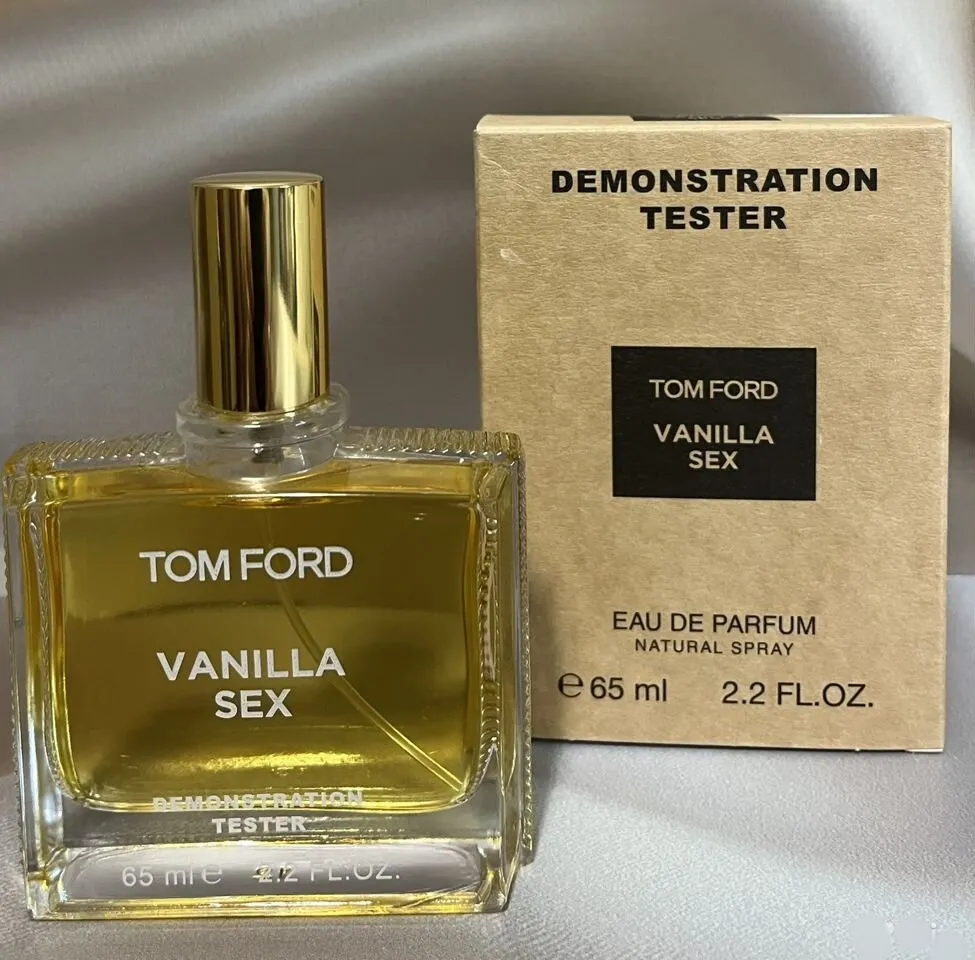 DEMONSTRATION
TESTER
TOM FORD
VANILLA
SEX
EAU DE PARFUM
NATURAL SPRAY
℮ 65 ml 2.2 FL.OZ.
TOM FORD
VANILLA
SEX
DEMONSTRATION
TESTER
65 ml ℮ 2.2 FL.OZ.